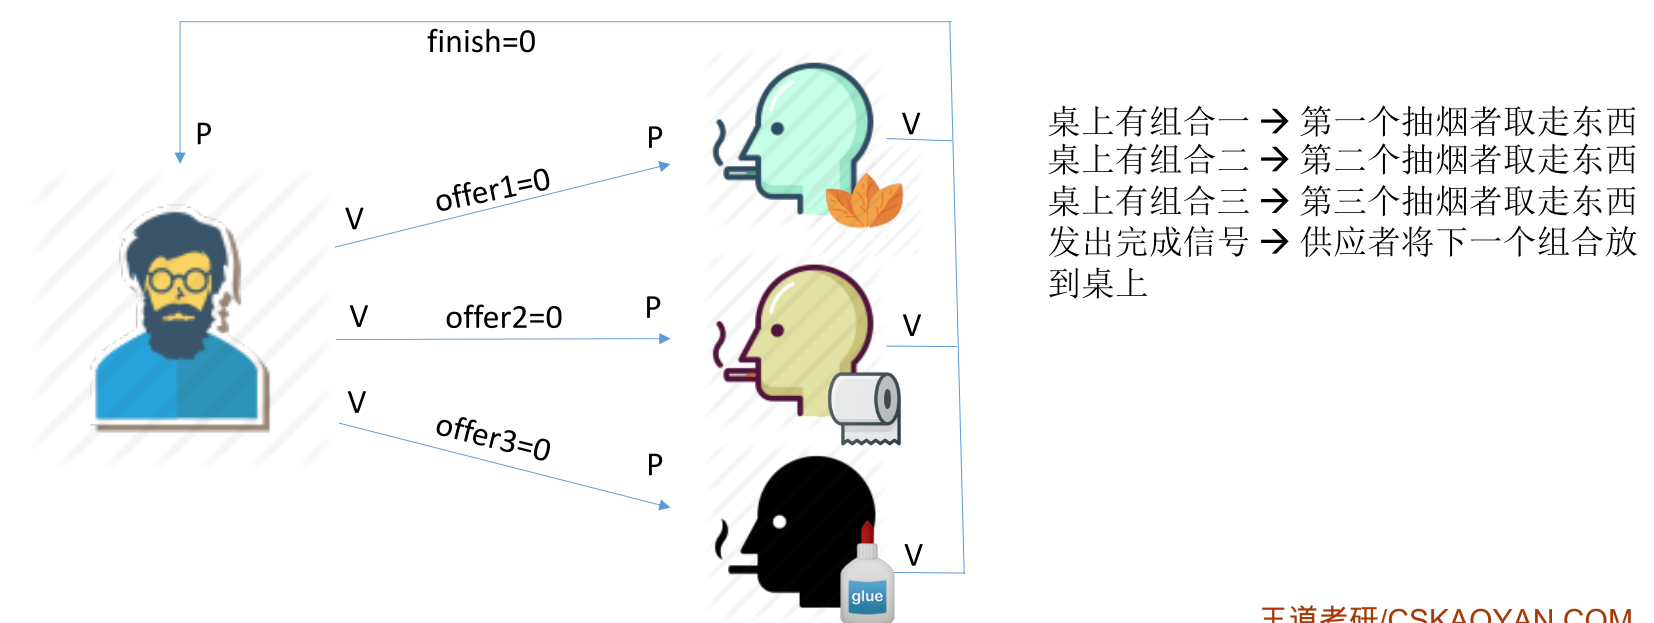 finish=0
P
V
offer1=0
P
V
V
offer2=0
P
V
V
offer3=0
P
V
glue
桌上有组合一 → 第一个抽烟者取走东西
桌上有组合二 → 第二个抽烟者取走东西
桌上有组合三 → 第三个抽烟者取走东西
发出完成信号 → 供应者将下一个组合放
到桌上
王道考研/CSKAOYAN.COM